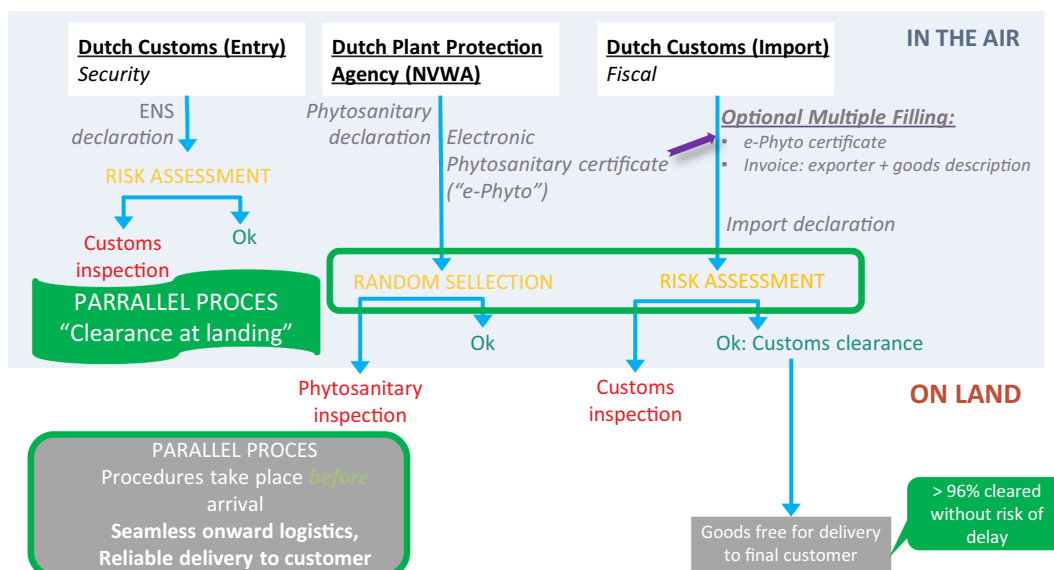 IN THE AIR
Dutch Customs (Entry)
Security
Dutch Plant Protection
Agency (NVWA)
Dutch Customs (Import)
Fiscal
ENS
declaration
Phytosanitary
declaration
Electronic
Phytosanitary certificate
(“e-Phyto”)
Optional Multiple Filling:
• e-Phyto certificate
• Invoice: exporter + goods description
RISK ASSESSMENT
Import declaration
Customs
inspection
Ok
RANDOM SELLECTION
RISK ASSESSMENT
PARRALLEL PROCES
“Clearance at landing”
Ok
Ok: Customs clearance
Phytosanitary
inspection
Customs
inspection
ON LAND
PARALLEL PROCES
Procedures take place before
arrival
Seamless onward logistics,
Reliable delivery to customer
Goods free for delivery
to final customer
> 96% cleared
without risk of
delay